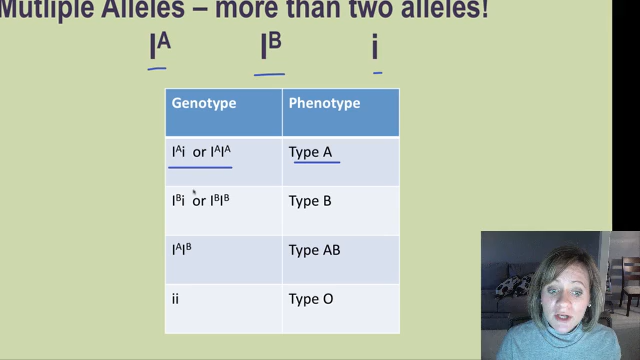 Mutliple Alleles – more than two alleles!
Iᴬ Iᴮ i
Genotype Phenotype
Iᴬi or IᴬIᴬ Type A
Iᴮi or IᴮIᴮ Type B
IᴬIᴮ Type AB
ii Type O